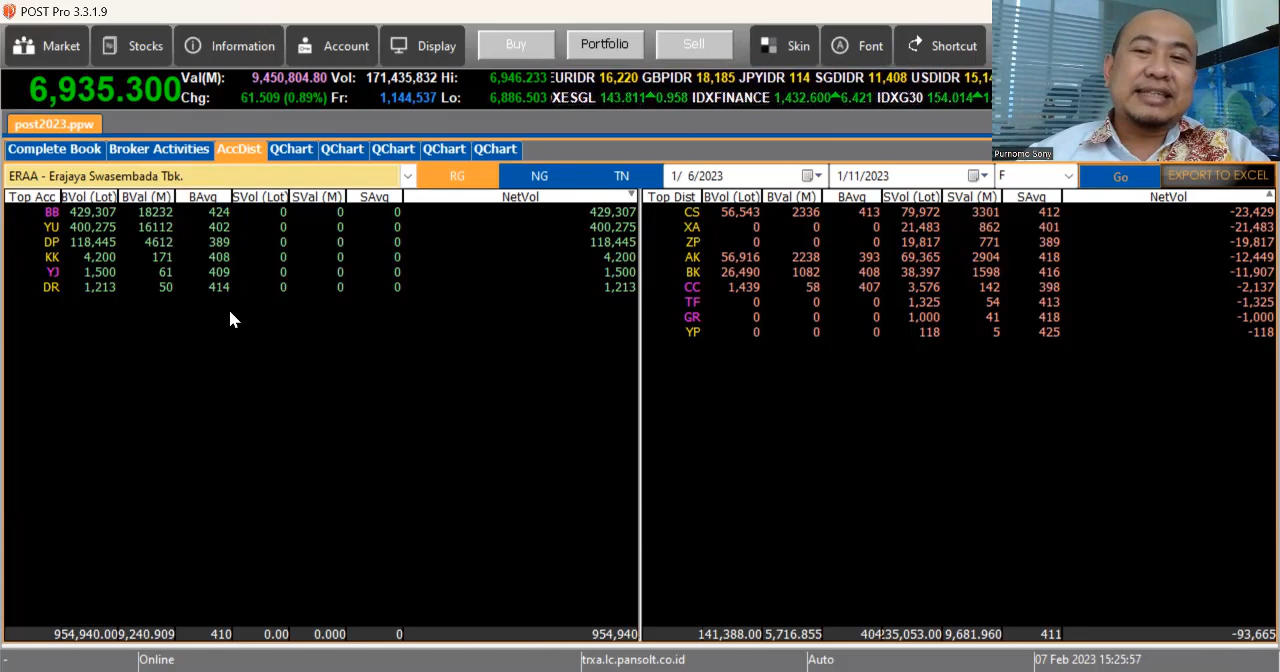 POST Pro 3.3.1.9
Market Stocks Information Account Display Buy Portfolio Sell Skin Font Shortcut
6,935.300 Val(M): 9,450,804.80 Vol: 171,435,832 Hi: 6,946.233 EURIDR 16,220 GBPIDR 18,185 JPYIDR 114 SGDIDR 11,408 USDIDR 15,14
Chg: 61.509 (0.89%) Fr: 1,144,537 Lo: 6,886.503 IDXESGL 143.811 0.958 IDXFINANCE 1,432.600 6.421 IDXG30 154.014
Purnomo Sony
post2023.ppw
Complete Book Broker Activities AccDist QChart QChart QChart QChart QChart
ERAA - Erajaya Swasembada Tbk. RG NG TN 1/ 6/2023 1/11/2023 F Go EXPORT TO EXCEL
Top Acc BVol (Lot) BVal (M) BAvg SVol (Lot) SVal (M) SAvg NetVol Top Dist BVol (Lot) BVal (M) BAvg SVol (Lot) SVal (M) SAvg NetVol
BB 429,307 18232 424 0 0 0 429,307 CS 56,543 2336 413 79,972 3301 412 -23,429
YU 400,275 16112 402 0 0 0 400,275 XA 0 0 0 21,483 862 401 -21,483
DP 118,445 4612 389 0 0 0 118,445 ZP 0 0 0 19,817 771 389 -19,817
KK 4,200 171 408 0 0 0 4,200 AK 56,916 2238 393 69,365 2904 418 -12,449
YJ 1,500 61 409 0 0 0 1,500 BK 26,490 1082 408 38,397 1598 416 -11,907
DR 1,213 50 414 0 0 0 1,213 CC 1,439 58 407 3,576 142 398 -2,137
TF 0 0 0 1,325 54 413 -1,325
GR 0 0 0 1,000 41 418 -1,000
YP 0 0 0 118 5 425 -118
954,940.00 9,240.909 410 0.00 0.000 0 954,940 141,388.00 5,716.855 404 235,053.00 9,681.960 411 -93,665
- Online trxa.lc.pansolt.co.id Auto 07 Feb 2023 15:25:57